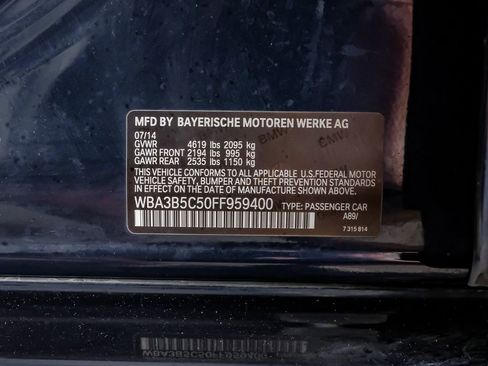 MFD BY BAYERISCHE MOTOREN WERKE AG
07/14
GVWR 4619 lbs 2095 kg
GAWR FRONT 2194 lbs 995 kg
GAWR REAR 2535 lbs 1150 kg
THIS VEHICLE CONFORMS TO ALL APPLICABLE U.S.FEDERAL MOTOR
VEHICLE SAFETY, BUMPER AND THEFT PREVENTION STANDARDS
IN EFFECT ON THE DATE OF MANUFACTURE SHOWN ABOVE.
WBA3B5C50FF959400 TYPE: PASSENGER CAR
A89/
7 315 814
WBA3B5C50FF959400